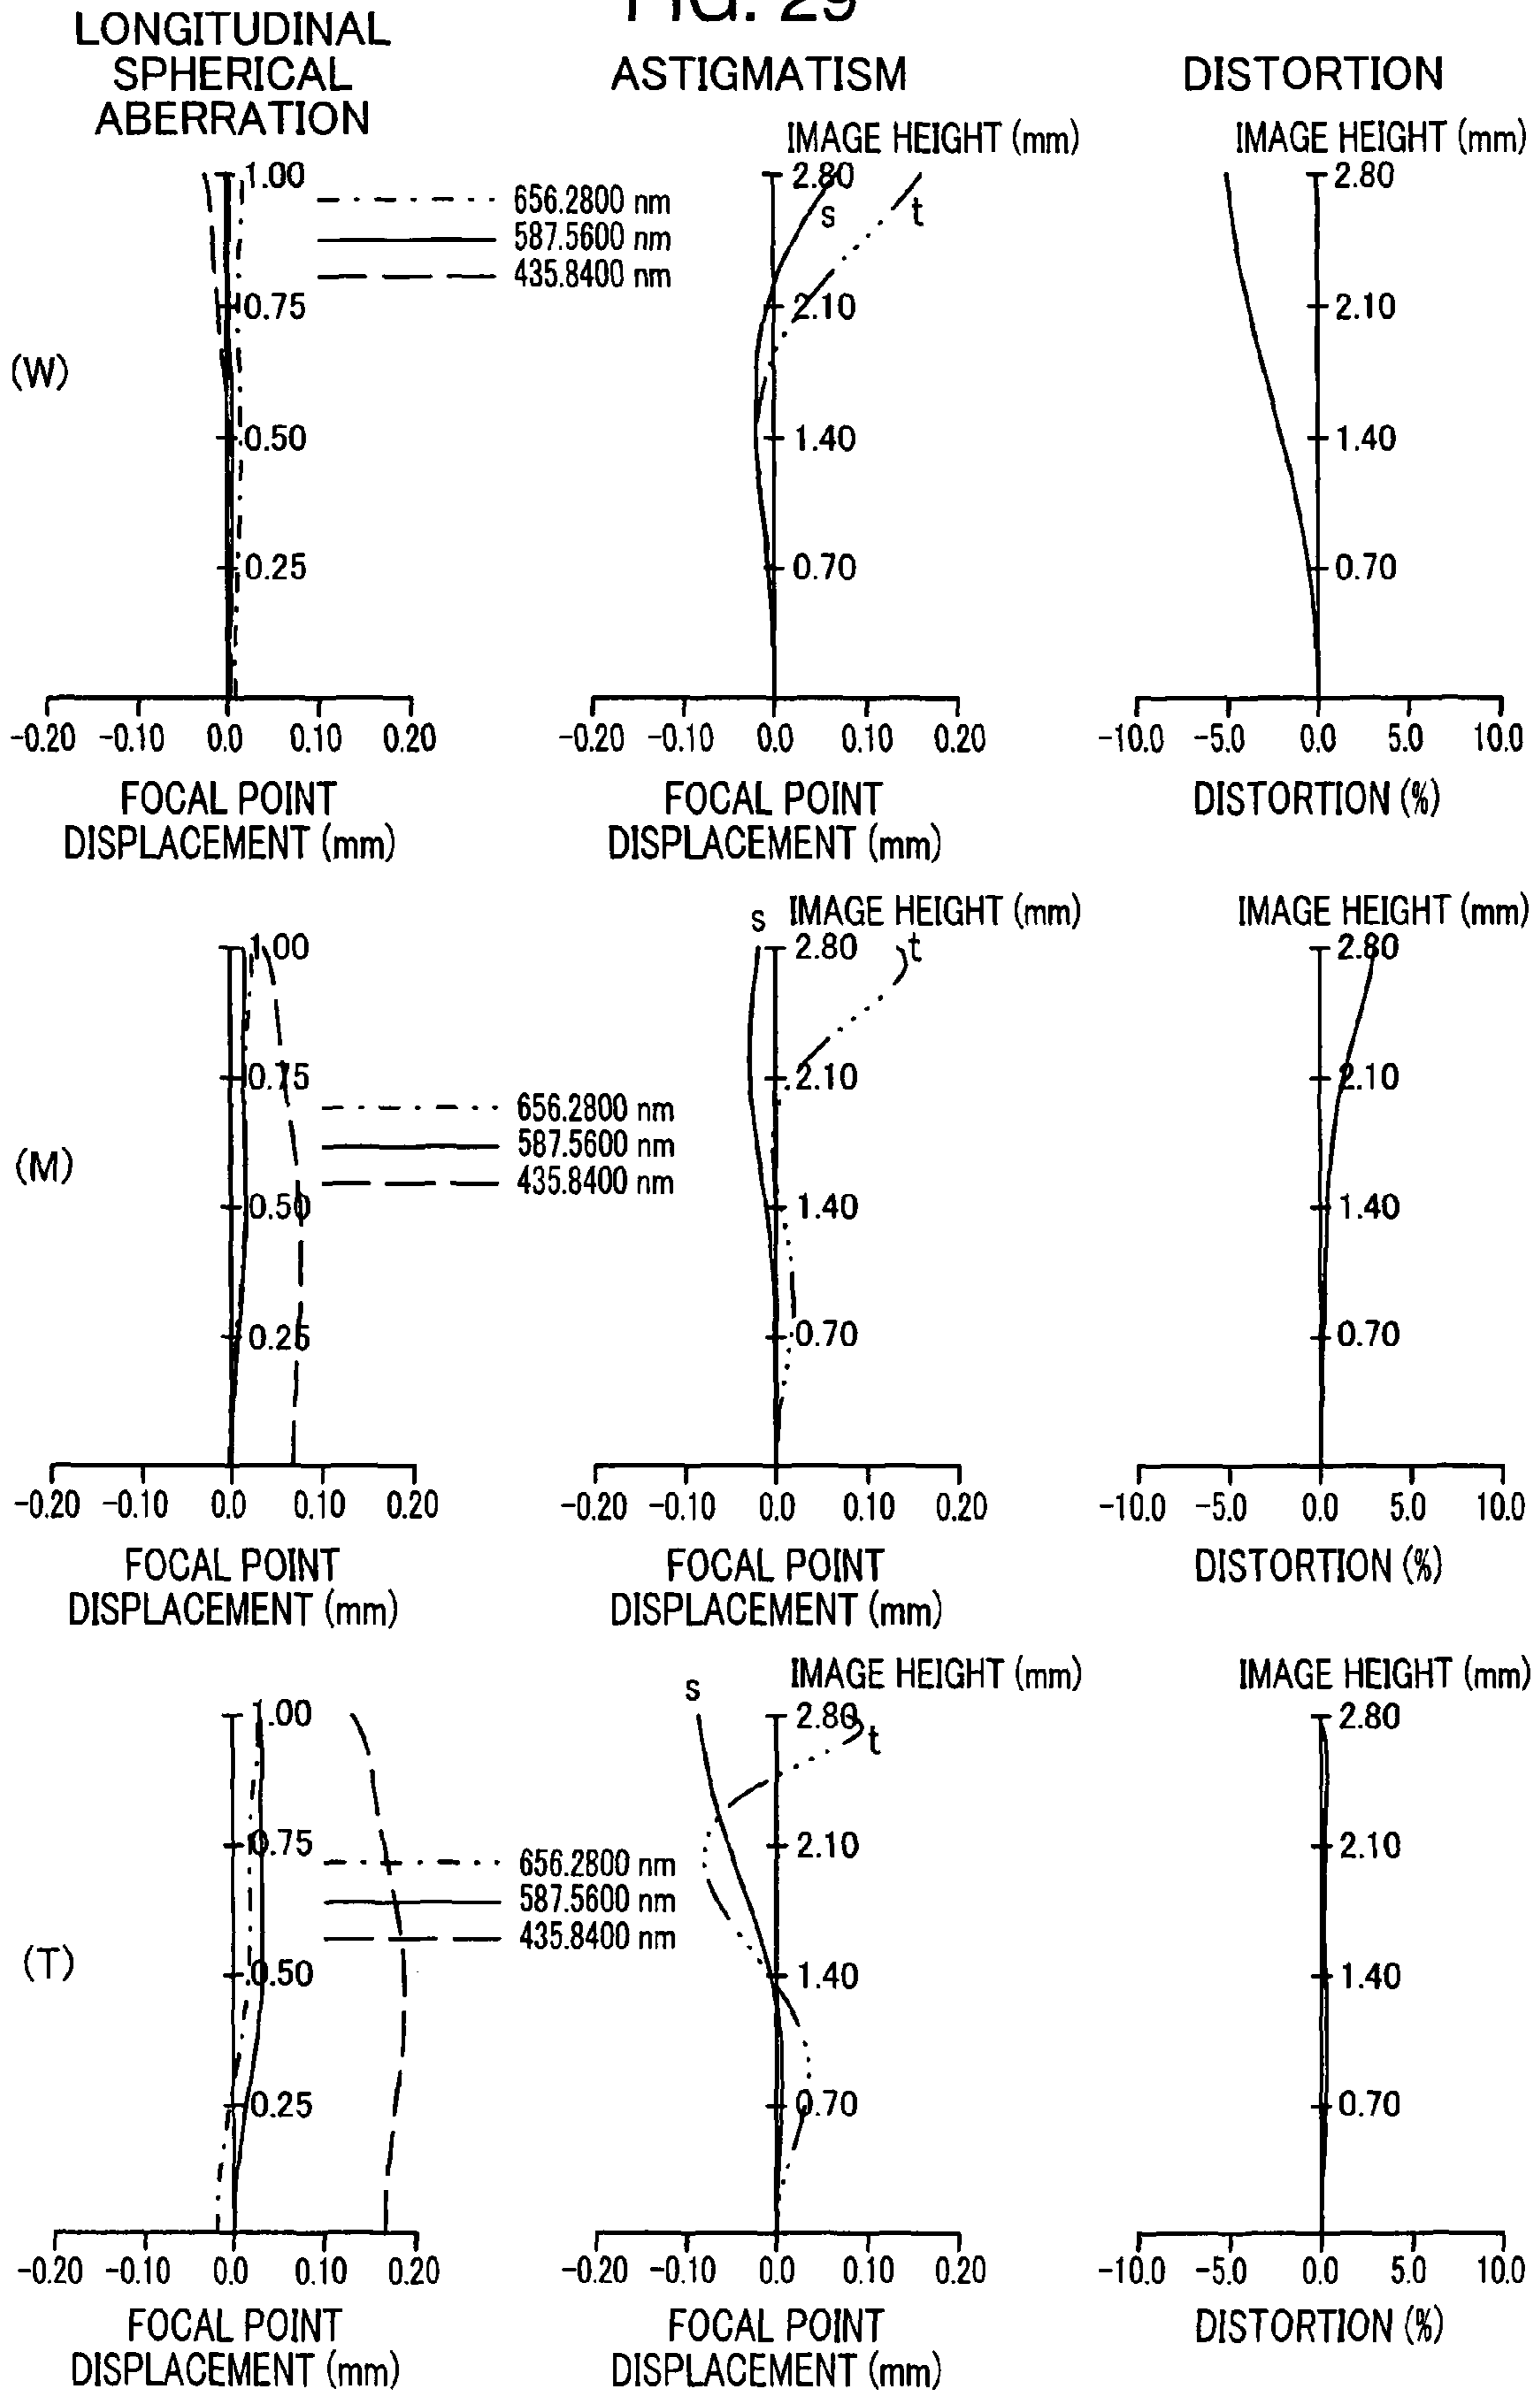 FIG. 29
LONGITUDINAL
SPHERICAL
ABERRATION
ASTIGMATISM
DISTORTION
(W)
1.00
0.75
0.50
0.25
656.2800 nm
587.5600 nm
435.8400 nm
-0.20 -0.10 0.0 0.10 0.20
FOCAL POINT
DISPLACEMENT (mm)
IMAGE HEIGHT (mm)
2.80
s
t
2.10
1.40
0.70
-0.20 -0.10 0.0 0.10 0.20
FOCAL POINT
DISPLACEMENT (mm)
IMAGE HEIGHT (mm)
2.80
2.10
1.40
0.70
-10.0 -5.0 0.0 5.0 10.0
DISTORTION (%)
(M)
1.00
0.75
0.50
0.25
656.2800 nm
587.5600 nm
435.8400 nm
-0.20 -0.10 0.0 0.10 0.20
FOCAL POINT
DISPLACEMENT (mm)
s IMAGE HEIGHT (mm)
2.80
t
2.10
1.40
0.70
-0.20 -0.10 0.0 0.10 0.20
FOCAL POINT
DISPLACEMENT (mm)
IMAGE HEIGHT (mm)
2.80
2.10
1.40
0.70
-10.0 -5.0 0.0 5.0 10.0
DISTORTION (%)
(T)
1.00
0.75
0.50
0.25
656.2800 nm
587.5600 nm
435.8400 nm
-0.20 -0.10 0.0 0.10 0.20
FOCAL POINT
DISPLACEMENT (mm)
IMAGE HEIGHT (mm)
s
2.80
t
2.10
1.40
0.70
-0.20 -0.10 0.0 0.10 0.20
FOCAL POINT
DISPLACEMENT (mm)
IMAGE HEIGHT (mm)
2.80
2.10
1.40
0.70
-10.0 -5.0 0.0 5.0 10.0
DISTORTION (%)